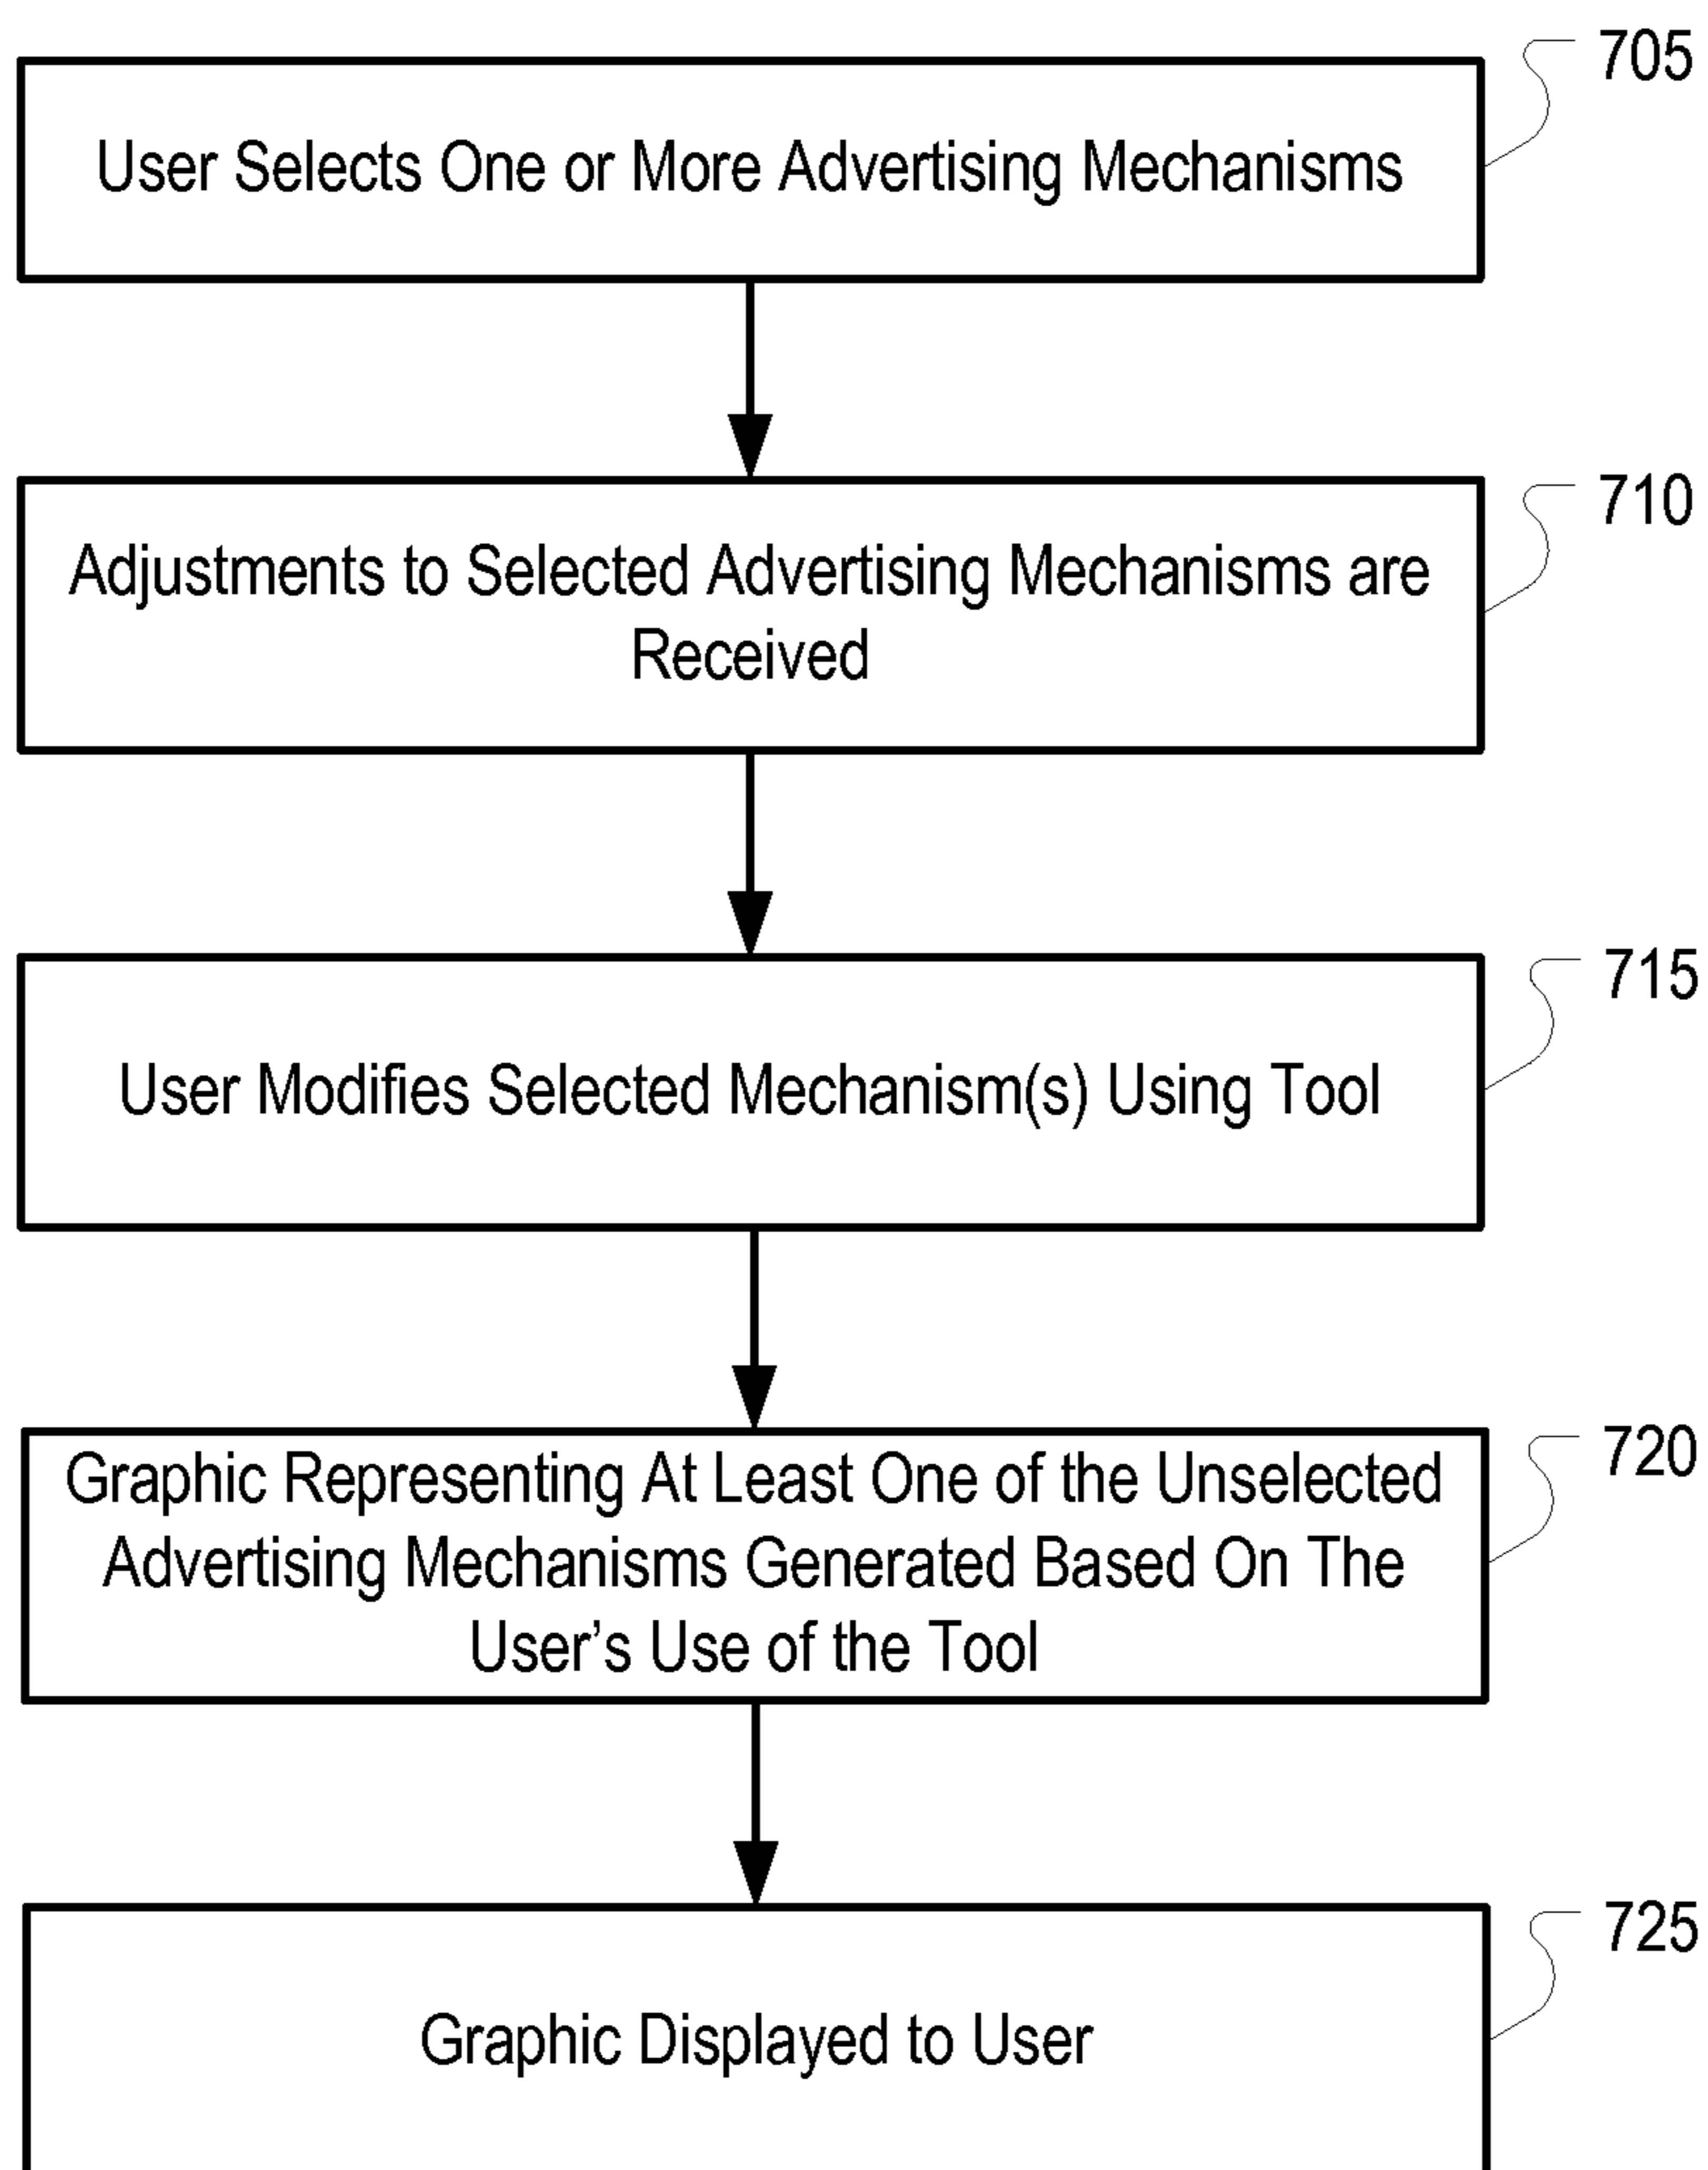 705
User Selects One or More Advertising Mechanisms
710
Adjustments to Selected Advertising Mechanisms are
Received
715
User Modifies Selected Mechanism(s) Using Tool
720
Graphic Representing At Least One of the Unselected
Advertising Mechanisms Generated Based On The
User’s Use of the Tool
725
Graphic Displayed to User